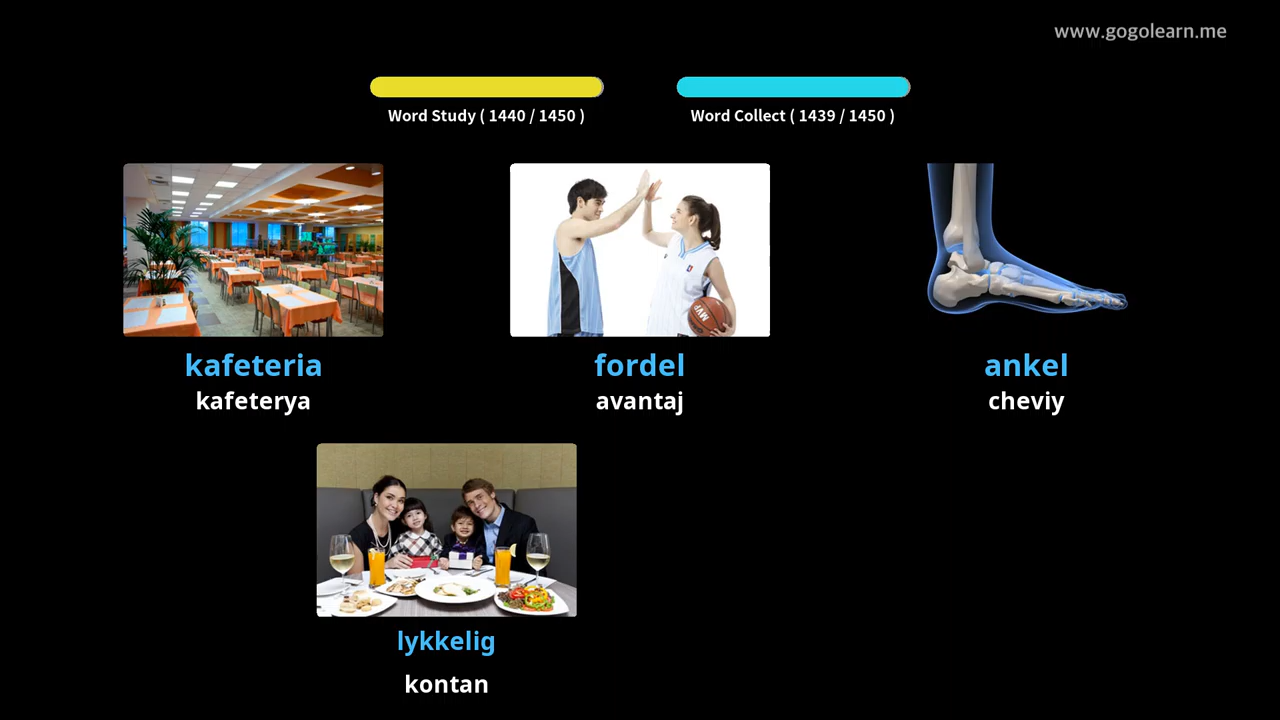 www.gogolearn.me
Word Study ( 1440 / 1450 )
Word Collect ( 1439 / 1450 )
kafeteria
kafeterya
fordel
avantaj
ankel
cheviy
MVP
lykkelig
kontan